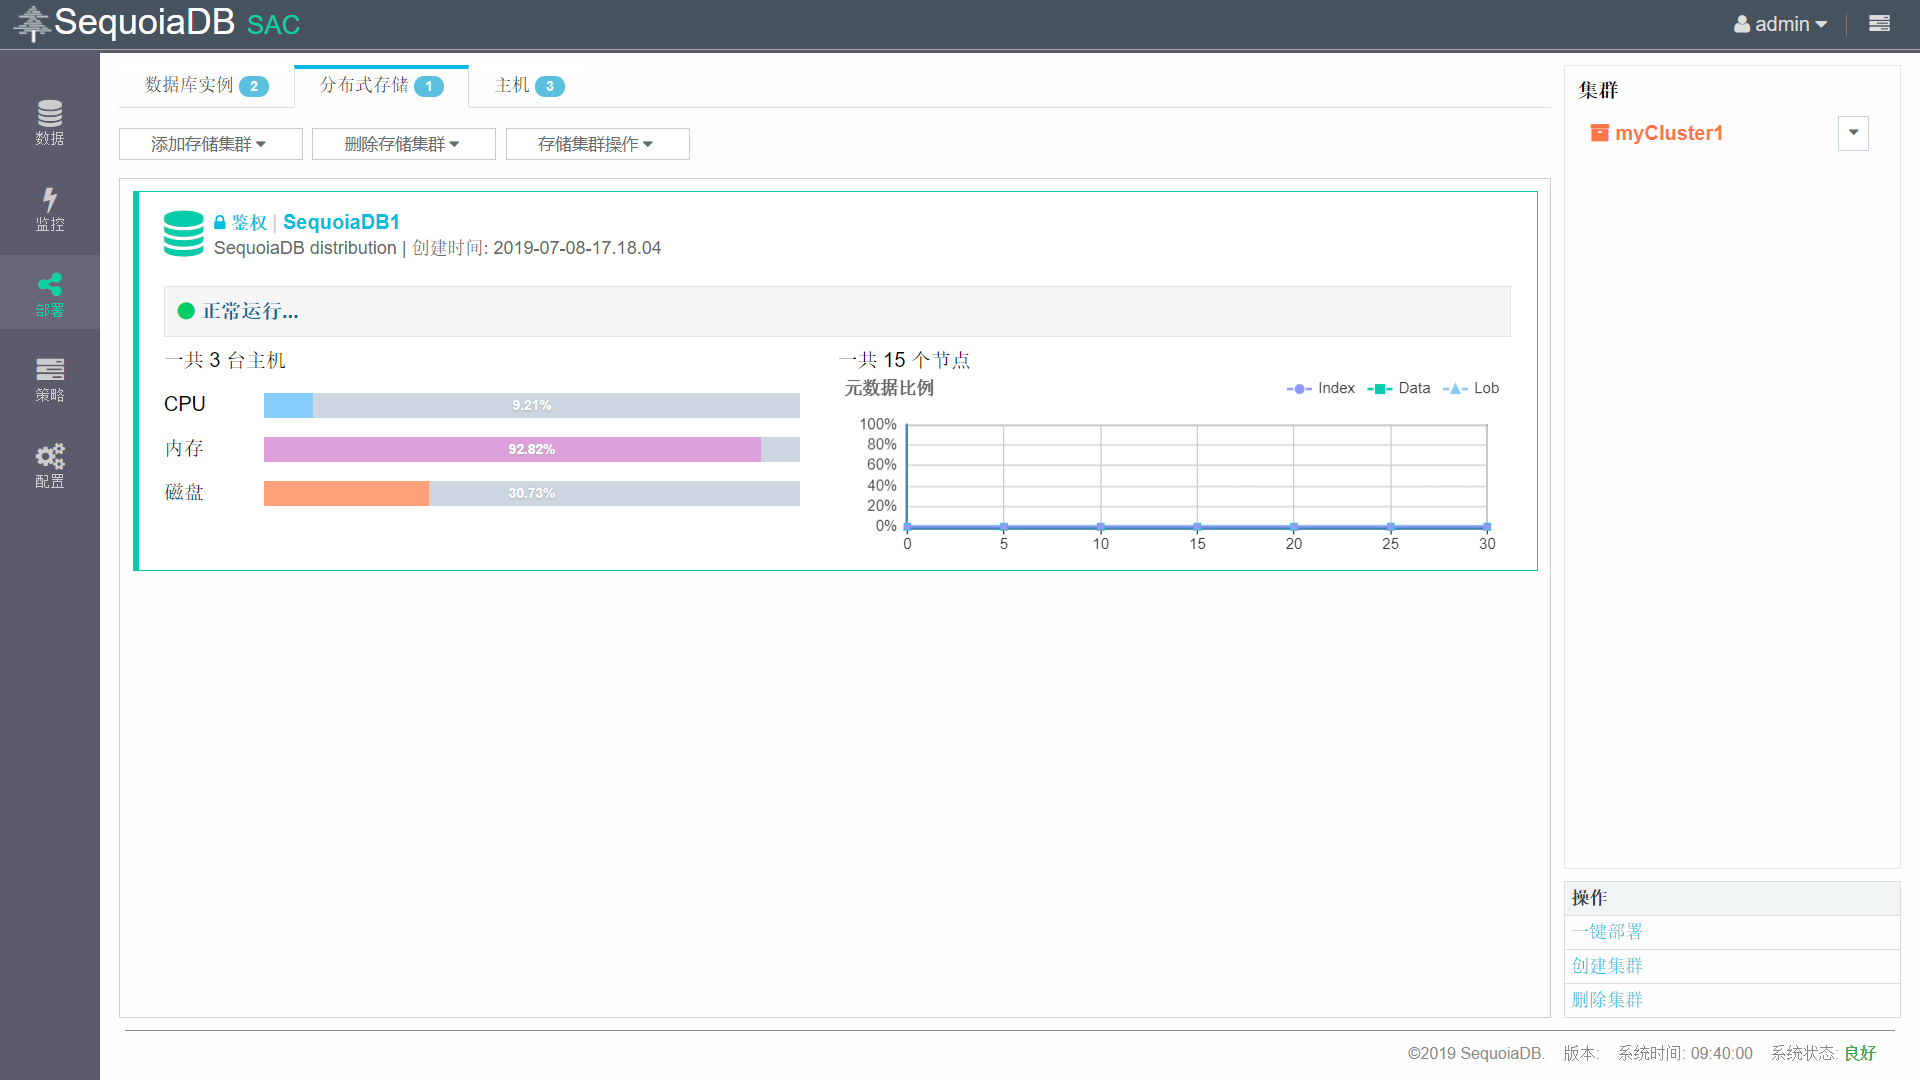 SequoiaDB SAC
admin
数据
监控
部署
策略
配置
数据库实例 2
分布式存储 1
主机 3
添加存储集群
删除存储集群
存储集群操作
鉴权 | SequoiaDB1
SequoiaDB distribution | 创建时间: 2019-07-08-17.18.04
正常运行...
一共 3 台主机
CPU 9.21%
内存 92.82%
磁盘 30.73%
一共 15 个节点
元数据比例
Index Data Lob
100%
80%
60%
40%
20%
0%
0 5 10 15 20 25 30
集群
myCluster1
操作
一键部署
创建集群
删除集群
©2019 SequoiaDB. 版本: 系统时间: 09:40:00 系统状态: 良好